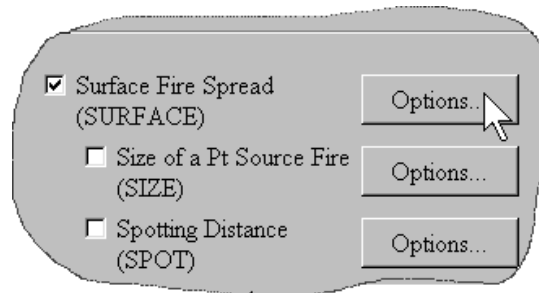 Surface Fire Spread
(SURFACE)
Options...
Size of a Pt Source Fire
(SIZE)
Options...
Spotting Distance
(SPOT)
Options...